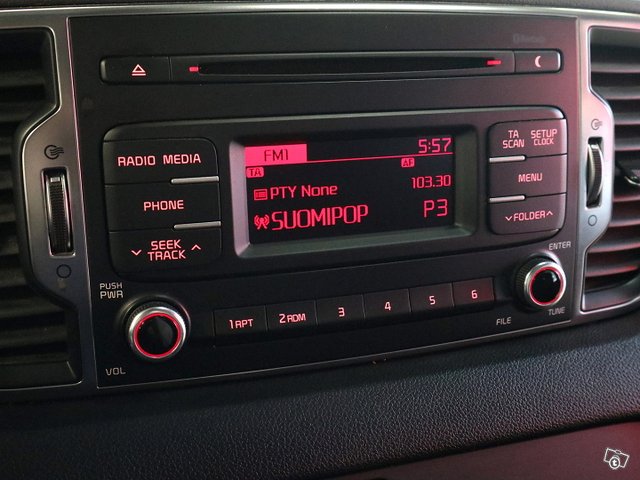 Bluetooth
RADIO MEDIA
PHONE
SEEK
TRACK
FM1 5:57
TA AF
PTY None 103.30
SUOMIPOP P3
TA
SCAN
SETUP
CLOCK
MENU
FOLDER
PUSH
PWR
VOL
1 RPT
2 RDM
3
4
5
6
ENTER
TUNE
FILE